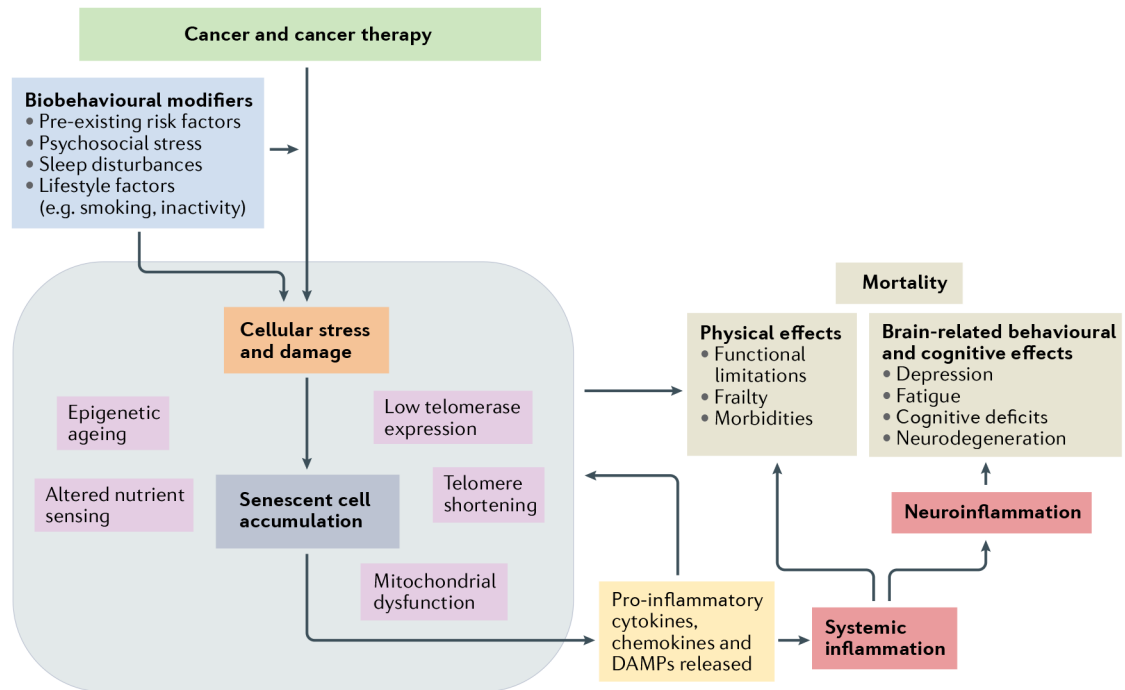 Cancer and cancer therapy
Biobehavioural modifiers
• Pre-existing risk factors
• Psychosocial stress
• Sleep disturbances
• Lifestyle factors
(e.g. smoking, inactivity)
Cellular stress
and damage
Epigenetic
ageing
Low telomerase
expression
Altered nutrient
sensing
Senescent cell
accumulation
Telomere
shortening
Mitochondrial
dysfunction
Pro-inflammatory
cytokines,
chemokines and
DAMPs released
Systemic
inflammation
Neuroinflammation
Mortality
Physical effects
• Functional
limitations
• Frailty
• Morbidities
Brain-related behavioural
and cognitive effects
• Depression
• Fatigue
• Cognitive deficits
• Neurodegeneration